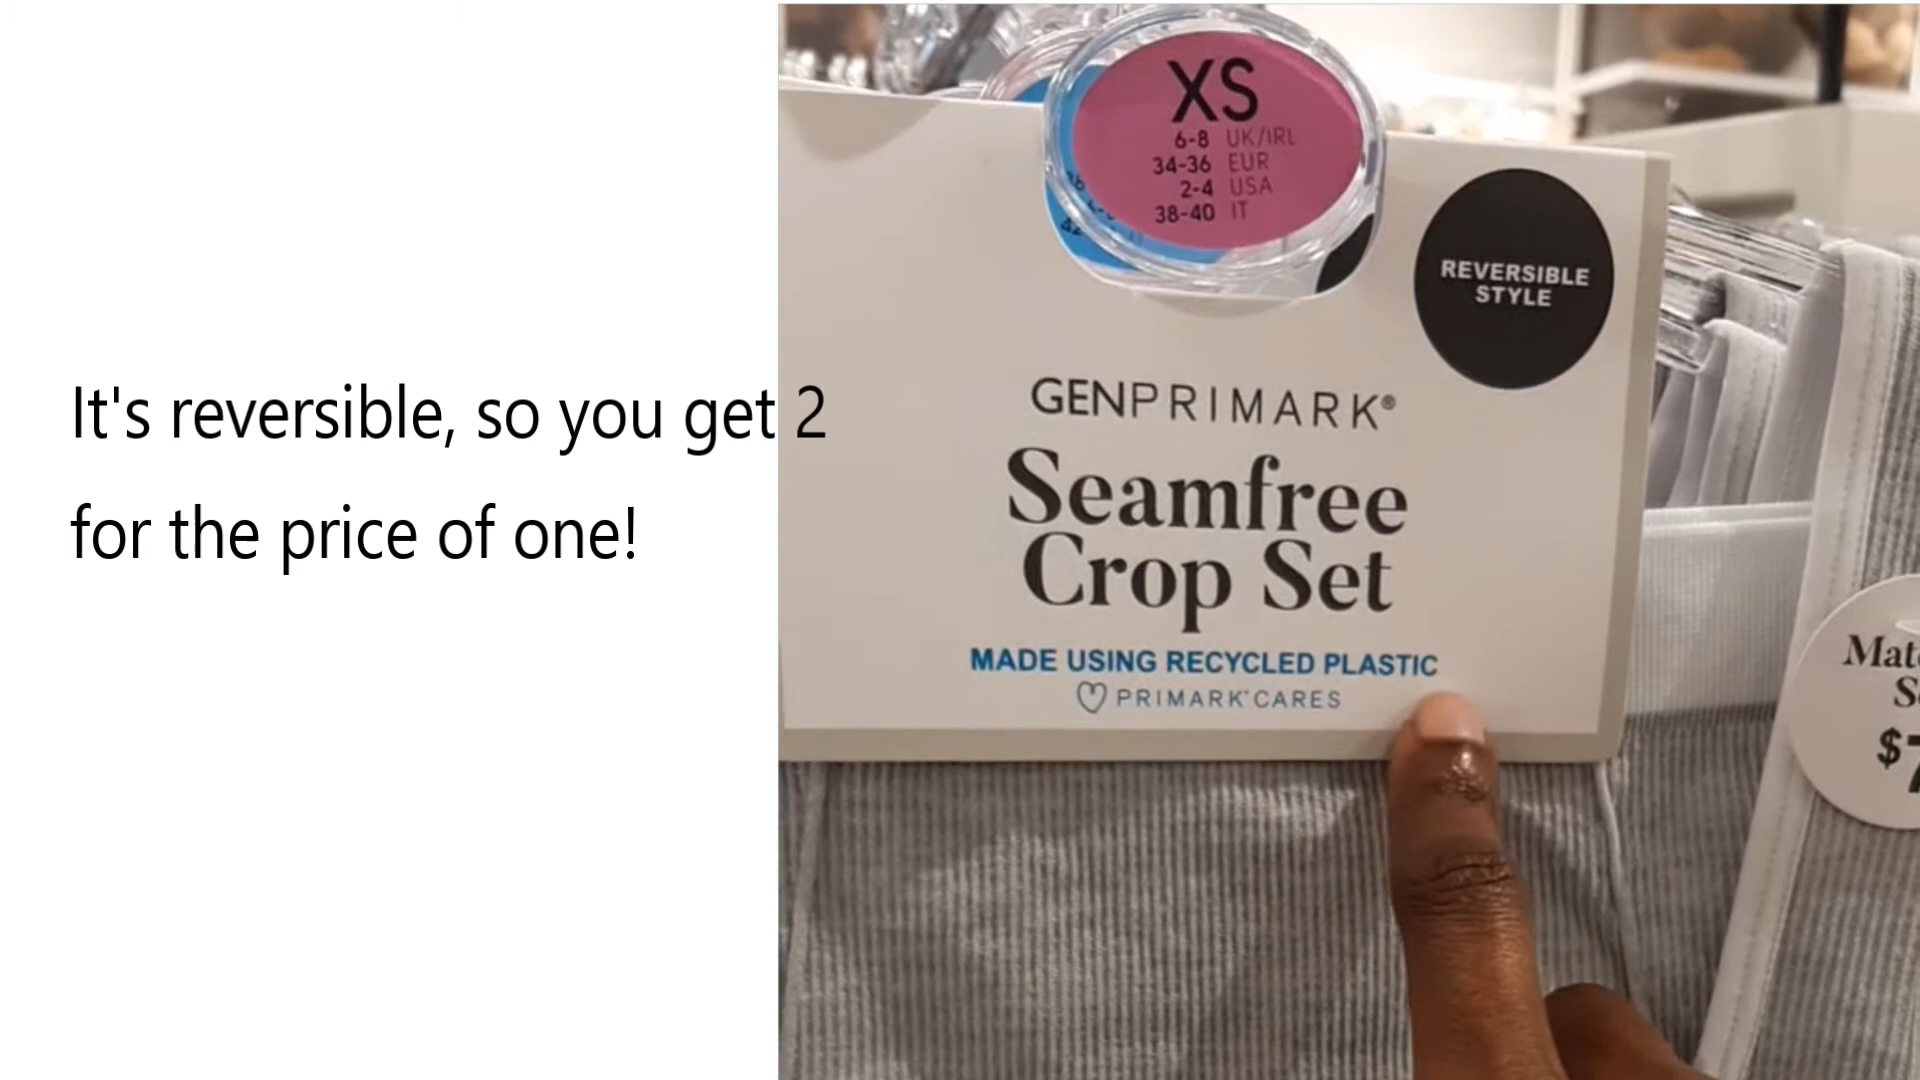 It's reversible, so you get 2
for the price of one!
XS
6-8 UK/IRL
34-36 EUR
2-4 USA
38-40 IT
REVERSIBLE
STYLE
GENPRIMARK®
Seamfree
Crop Set
MADE USING RECYCLED PLASTIC
PRIMARK CARES
$7